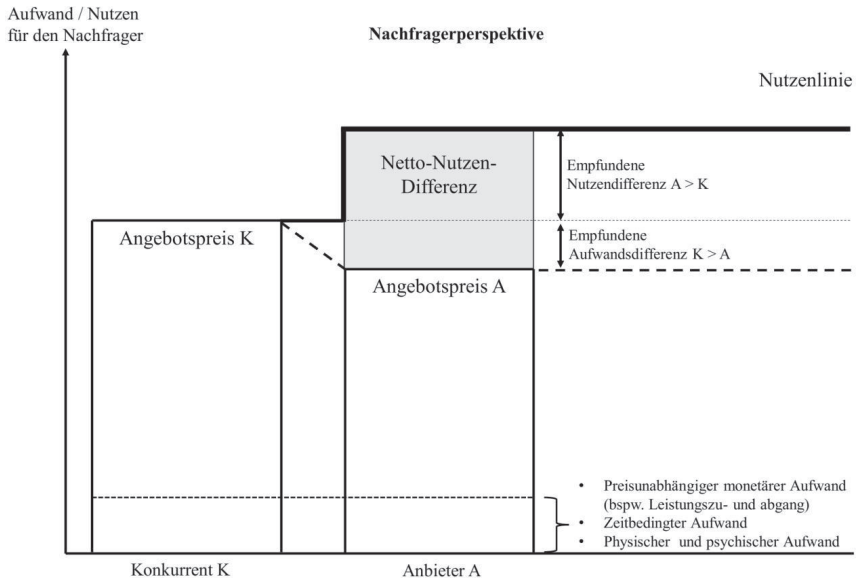 Aufwand / Nutzen
für den Nachfrager
Nachfragerperspektive
Nutzenlinie
Netto-Nutzen-
Differenz
Empfundene
Nutzendifferenz A > K
Angebotspreis K
Empfundene
Aufwandsdifferenz K > A
Angebotspreis A
• Preisunabhängiger monetärer Aufwand
(bspw. Leistungszu- und abgang)
• Zeitbedingter Aufwand
• Physischer und psychischer Aufwand
Konkurrent K
Anbieter A